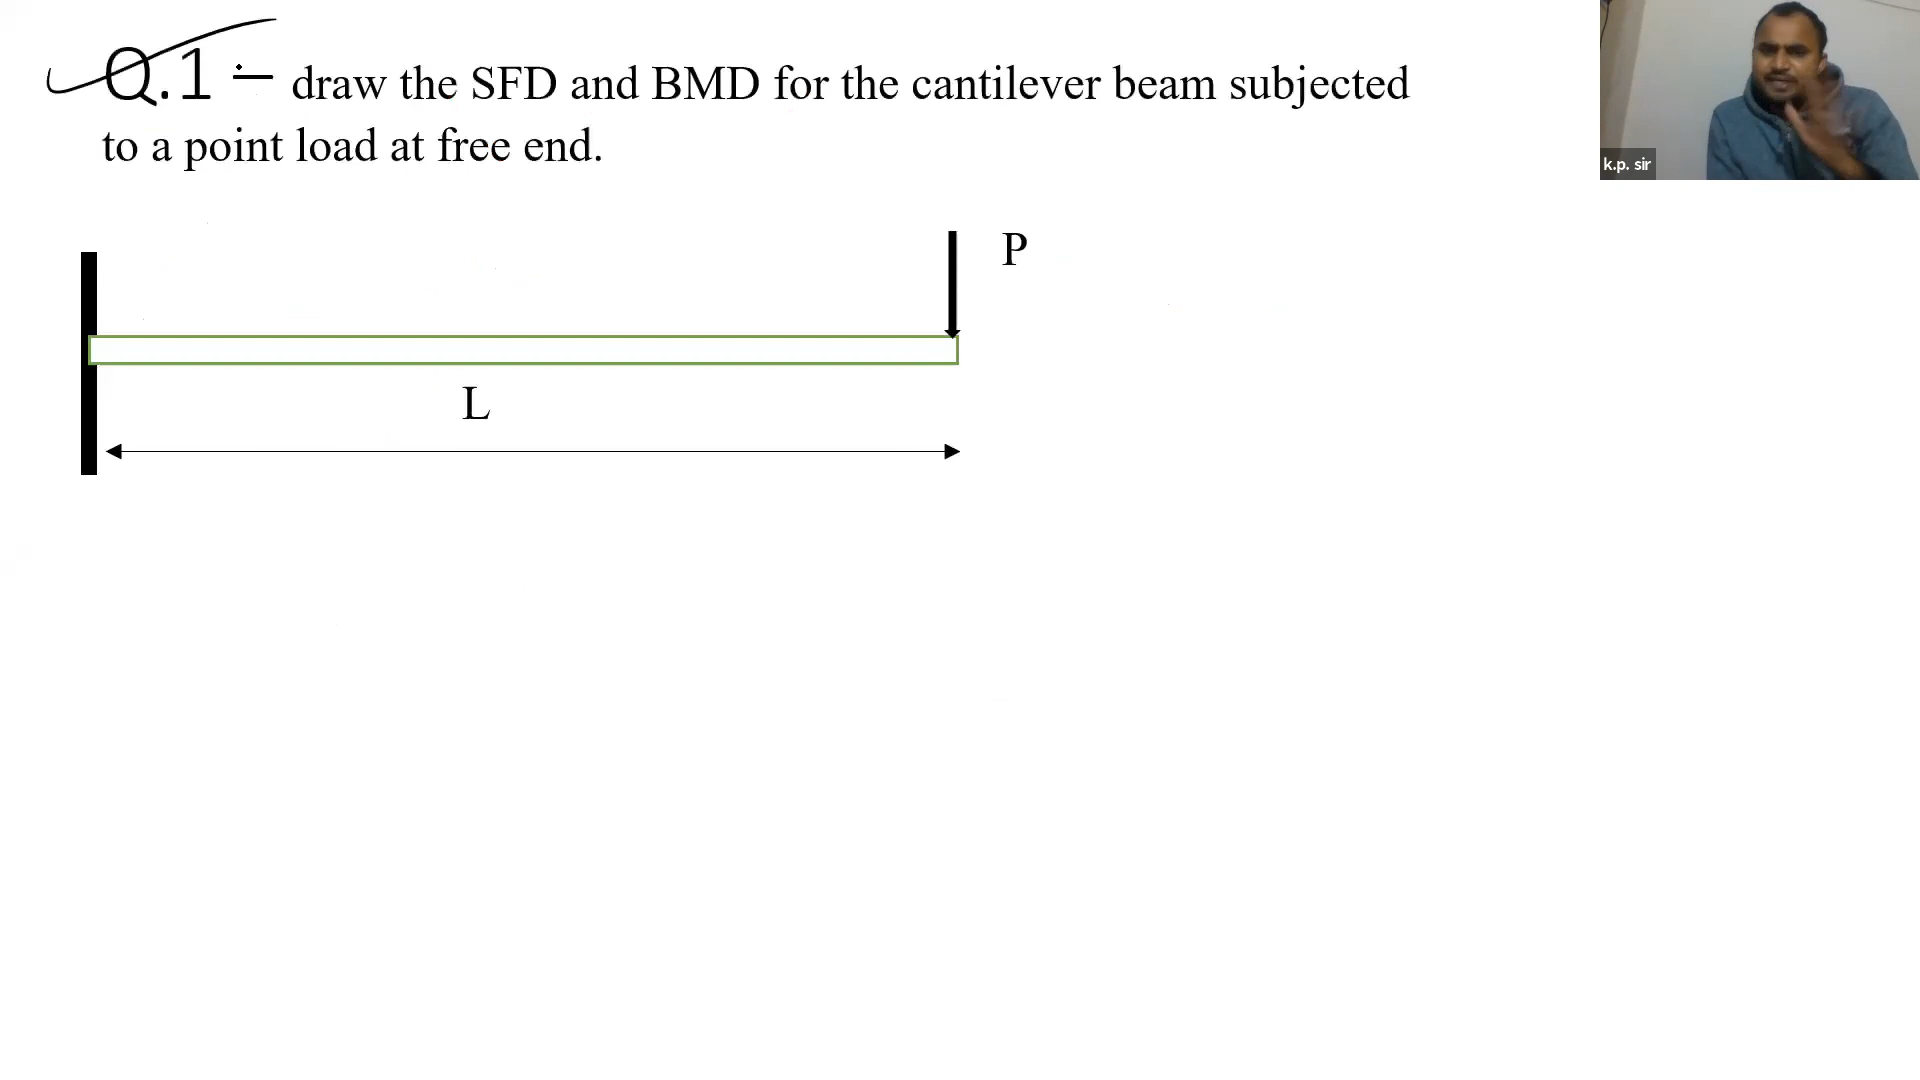 Q.1 :- draw the SFD and BMD for the cantilever beam subjected
to a point load at free end.
k.p. sir
P
L